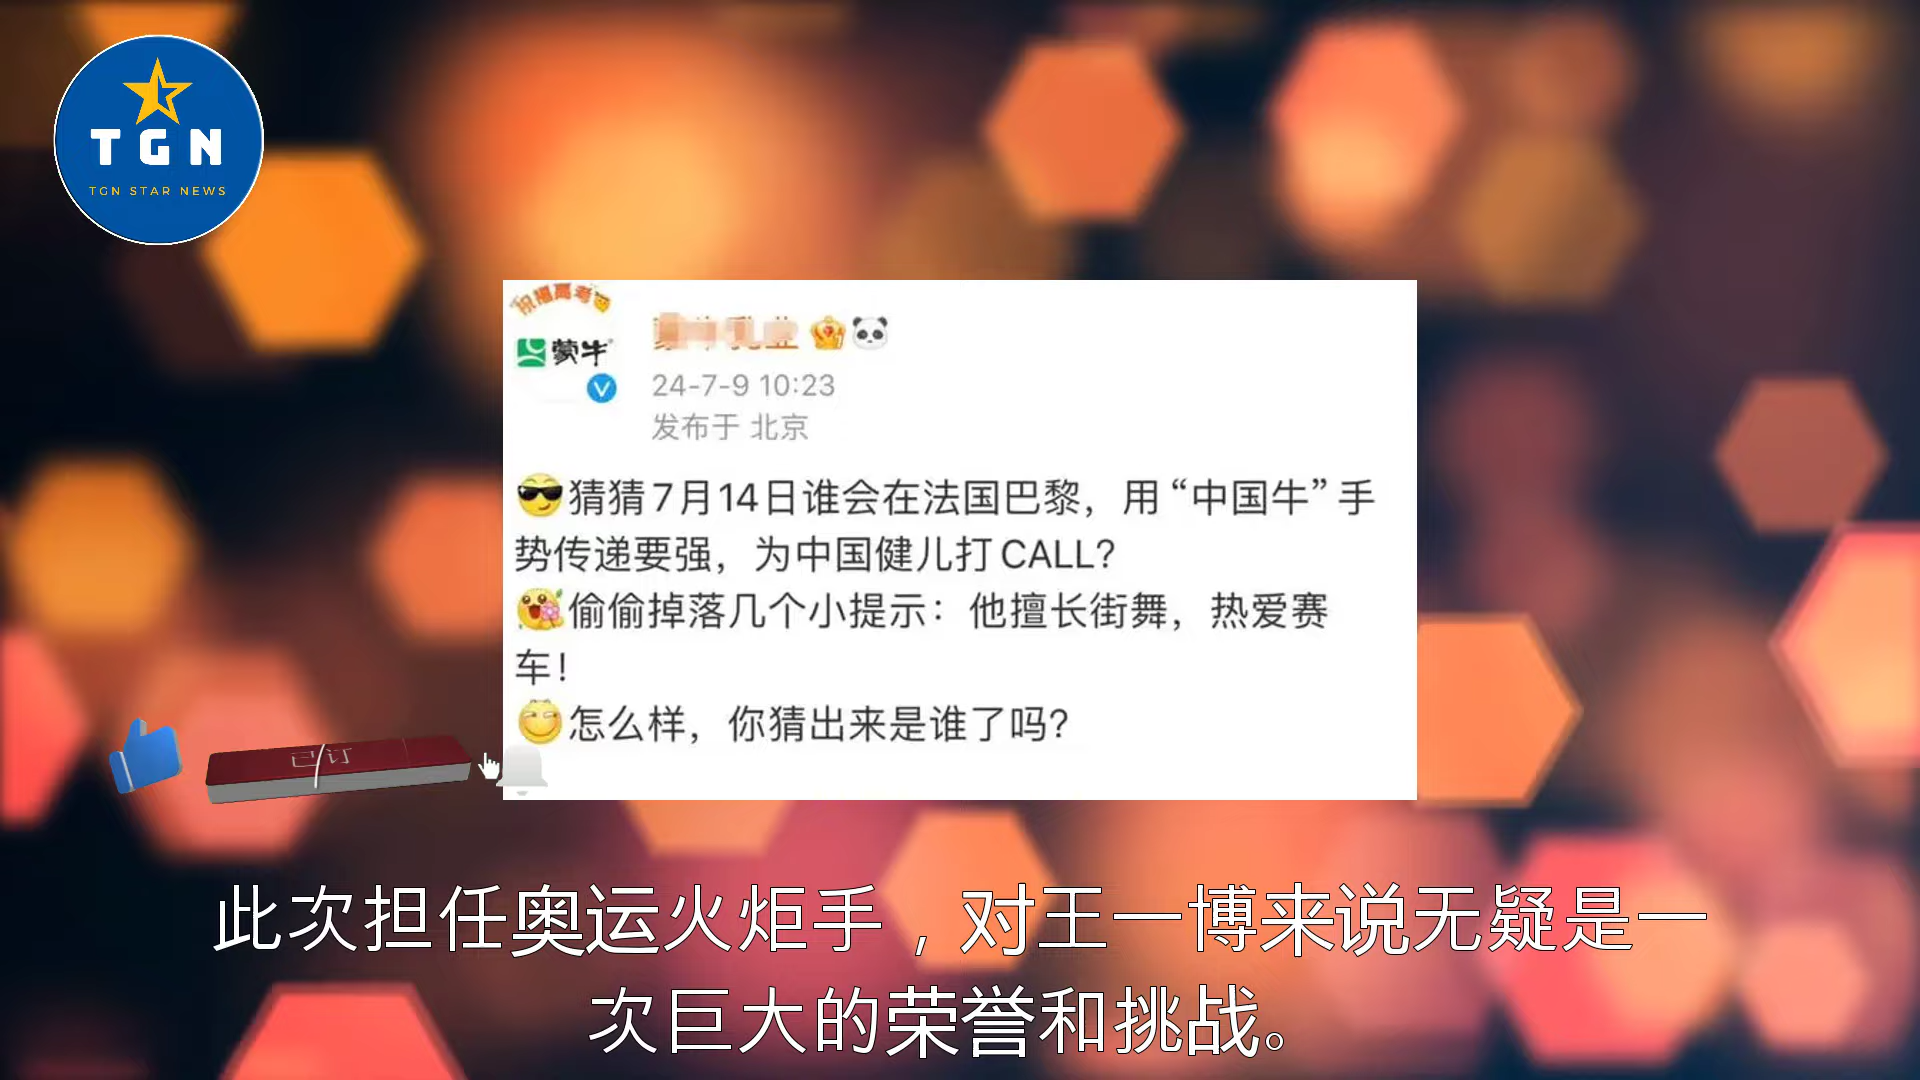 TGN
TGN STAR NEWS
祝福高考
蒙牛
24-7-9 10:23
发布于 北京
猜猜7月14日谁会在法国巴黎，用“中国牛”手
势传递要强，为中国健儿打CALL？
偷偷掉落几个小提示：他擅长街舞，热爱赛
车！
怎么样，你猜出来是谁了吗？
已订
此次担任奥运火炬手，对王一博来说无疑是一
次巨大的荣誉和挑战。